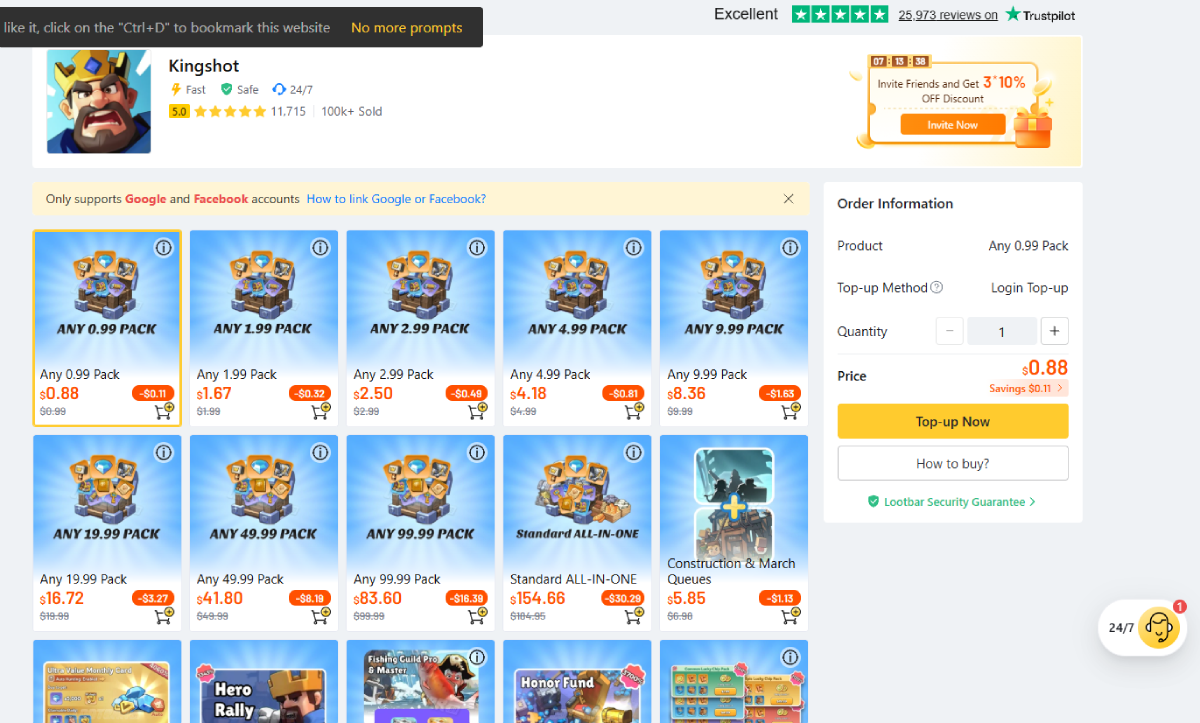 like it, click on the "Ctrl+D" to bookmark this website No more prompts
Excellent 25,973 reviews on Trustpilot
Kingshot
Fast Safe 24/7
5.0 11,715 100k+ Sold
07 : 13 : 38
Invite Friends and Get 3*10%
OFF Discount
Invite Now
Only supports Google and Facebook accounts How to link Google or Facebook?
ANY 0.99 PACK
Any 0.99 Pack
$0.88 -$0.11
$0.99
ANY 1.99 PACK
Any 1.99 Pack
$1.67 -$0.32
$1.99
ANY 2.99 PACK
Any 2.99 Pack
$2.50 -$0.49
$2.99
ANY 4.99 PACK
Any 4.99 Pack
$4.18 -$0.81
$4.99
ANY 9.99 PACK
Any 9.99 Pack
$8.36 -$1.63
$9.99
ANY 19.99 PACK
Any 19.99 Pack
$16.72 -$3.27
$19.99
ANY 49.99 PACK
Any 49.99 Pack
$41.80 -$8.19
$49.99
ANY 99.99 PACK
Any 99.99 Pack
$83.60 -$16.39
$99.99
Standard ALL-IN-ONE
Standard ALL-IN-ONE
$154.66 -$30.29
$184.95
Construction & March
Queues
$5.85 -$1.13
$6.98
Ultra Value Monthly Card
Hero
Rally
Fishing Guild Pro
& Master
Honor Fund
Order Information
Product Any 0.99 Pack
Top-up Method Login Top-up
Quantity - 1 +
Price $0.88
Savings $0.11 >
Top-up Now
How to buy?
Lootbar Security Guarantee >
24/7 1